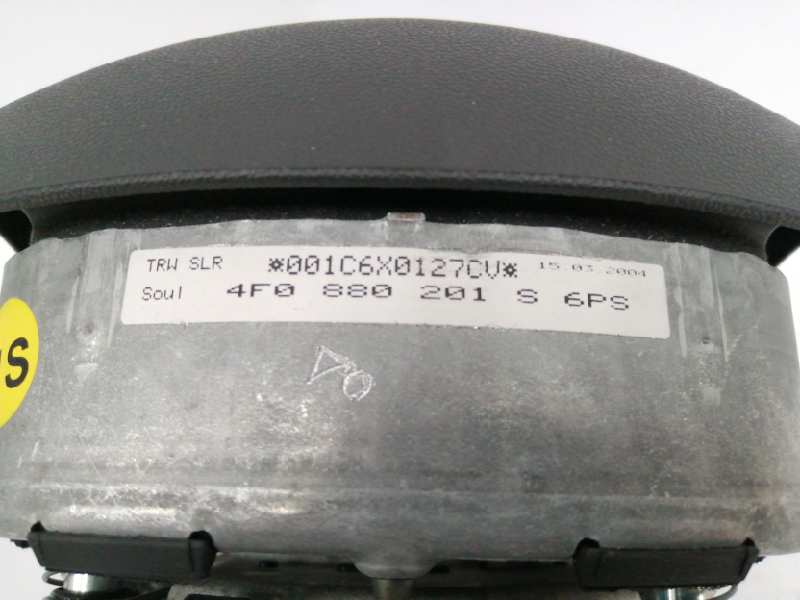 TRW SLR *001C6X0127CV* 15.03.2004
Soul 4F0 880 201 S 6PS